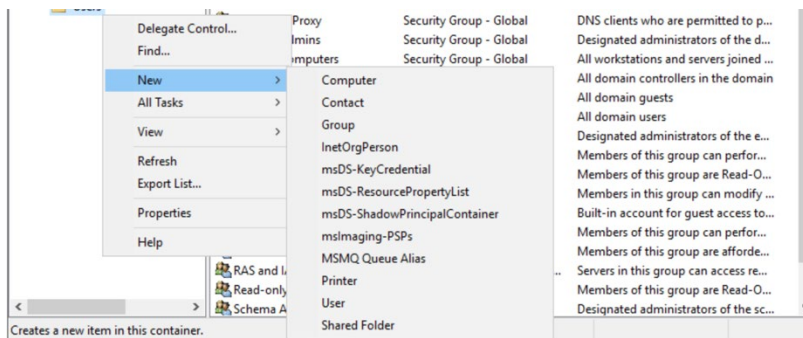 Users
Delegate Control...
Find...
New >
All Tasks >
View >
Refresh
Export List...
Properties
Help
Computer
Contact
Group
InetOrgPerson
msDS-KeyCredential
msDS-ResourcePropertyList
msDS-ShadowPrincipalContainer
msImaging-PSPs
MSMQ Queue Alias
Printer
User
Shared Folder
Proxy Security Group - Global DNS clients who are permitted to p...
dmins Security Group - Global Designated administrators of the d...
omputers Security Group - Global All workstations and servers joined ...
All domain controllers in the domain
All domain guests
All domain users
Designated administrators of the e...
Members of this group can perfor...
Members of this group are Read-O...
Members in this group can modify ...
Built-in account for guest access to...
Members of this group can perfor...
Members of this group are afforde...
RAS and I .. Servers in this group can access re...
Read-only Members of this group are Read-O...
Schema A Designated administrators of the sc...
Creates a new item in this container.